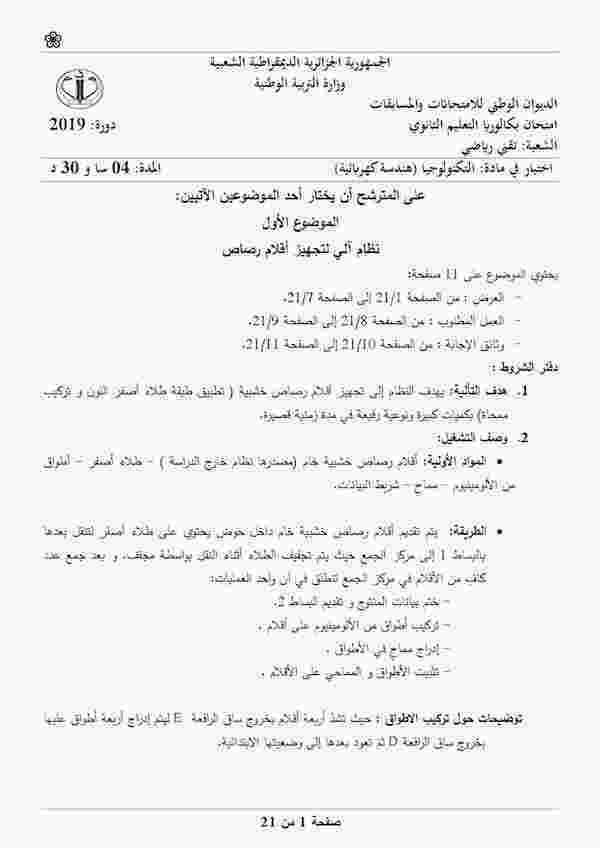 الجمهورية الجزائرية الديمقراطية الشعبية
وزارة التربية الوطنية
الديوان الوطني للامتحانات والمسابقات
امتحان بكالوريا التعليم الثانوي
دورة: 2019
الشعبة: تقني رياضي
اختبار في مادة: التكنولوجيا (هندسة كهربائية)
المدة: 04 سا و 30 د
على المترشح أن يختار أحد الموضوعين الآتيين:
الموضوع الأول
نظام آلي لتجهيز أقلام رصاص
يحتوي الموضوع على 11 صفحة:
- العرض : من الصفحة 21/1 إلى الصفحة 21/7.
- العمل المطلوب : من الصفحة 21/8 إلى الصفحة 21/9.
- وثائق الإجابة : من الصفحة 21/10 إلى الصفحة 21/11.
دفتر الشروط :
1. هدف التألية: يهدف النظام إلى تجهيز أقلام رصاص خشبية ( تطبيق طبقة طلاء أصفر اللون و تركيب
ممحاة) بكميات كبيرة ونوعية رفيعة في مدة زمنية قصيرة.
2. وصف التشغيل:
• المواد الأولية: أقلام رصاص خشبية خام (مصدرها نظام خارج الدراسة ) – طلاء أصفر – أطواق
من الألومينيوم – مماح – شريط البيانات.
• الطريقة: يتم تقديم أقلام رصاص خشبية خام داخل حوض يحتوي على طلاء أصفر لتنقل بعدها
بالبساط 1 إلى مركز الجمع حيث يتم تجفيف الطلاء أثناء النقل بواسطة مجفف. و بعد جمع عدد
كاف من الأقلام في مركز الجمع تنطلق في آن واحد العمليات:
- ختم بيانات المنتوج و تقديم البساط 2.
- تركيب أطواق من الألومينيوم على أقلام .
- إدراج مماح في الأطواق .
- تثبيت الأطواق و المماحي على الأقلام .
توضيحات حول تركيب الاطواق : حيث تشد أربعة أقلام بخروج ساق الرافعة E ليتم إدراج أربعة أطواق عليها
بخروج ساق الرافعة D ثم تعود بعدها إلى وضعيتها الابتدائية.
صفحة 1 من 21